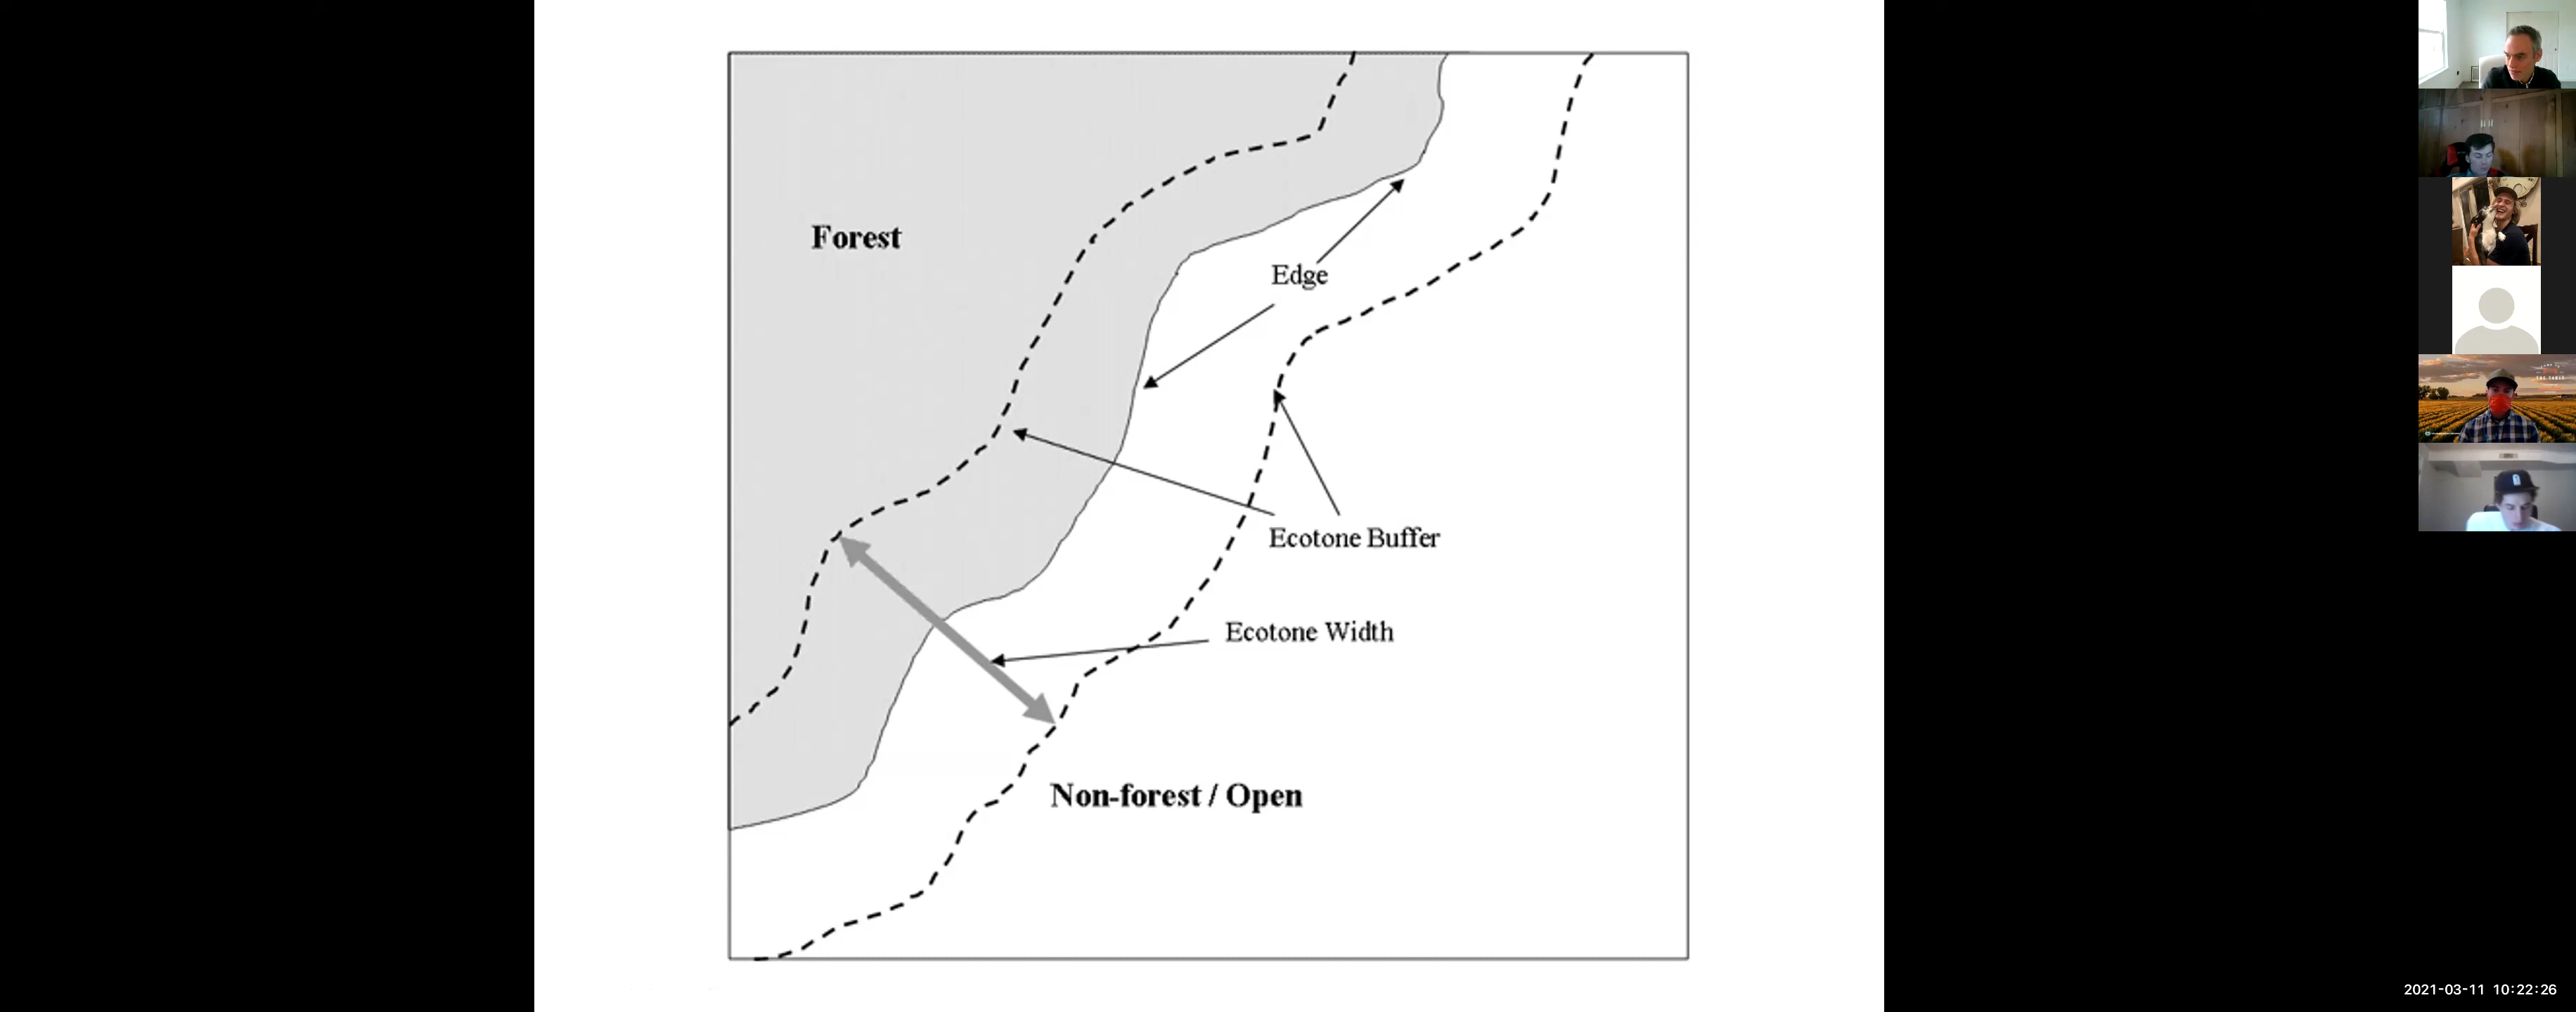 Forest
Edge
Ecotone Buffer
Ecotone Width
Non-forest / Open
2021-03-11 10:22:26